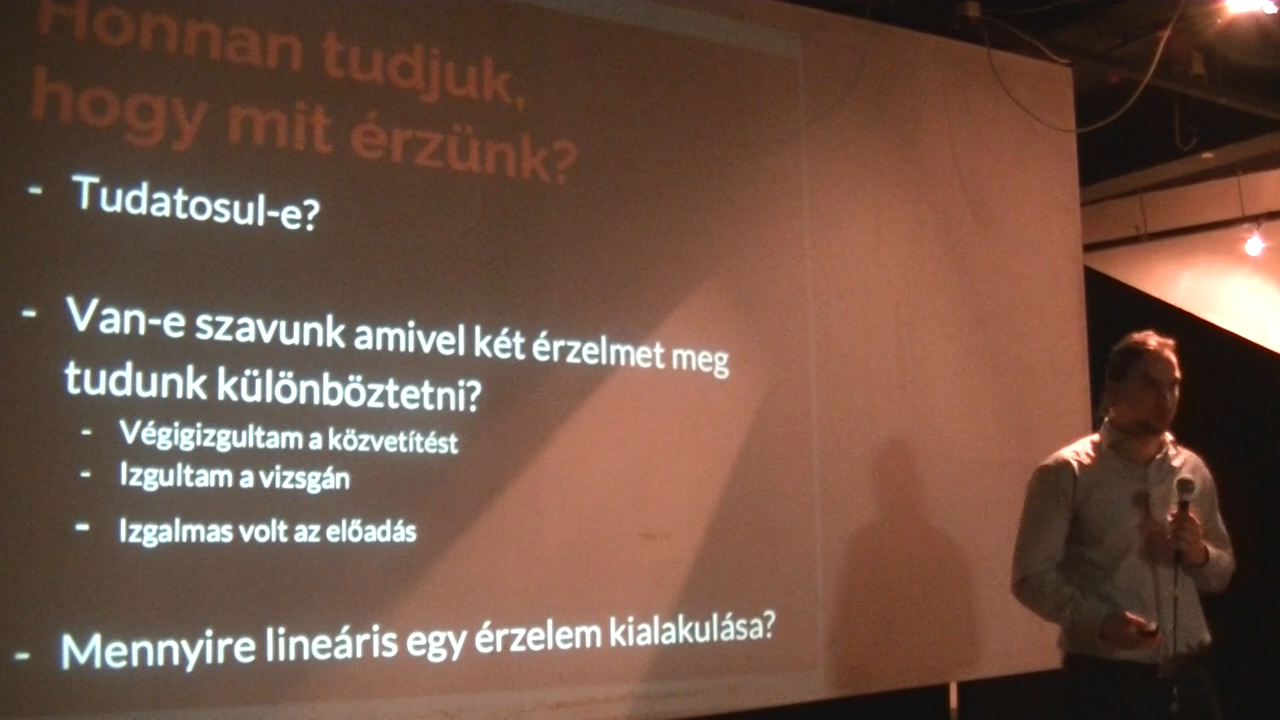 Honnan tudjuk,
hogy mit érzünk?
- Tudatosul-e?
- Van-e szavunk amivel két érzelmet meg
tudunk különböztetni?
- Végigizgultam a közvetítést
- Izgultam a vizsgán
- Izgalmas volt az előadás
- Mennyire lineáris egy érzelem kialakulása?